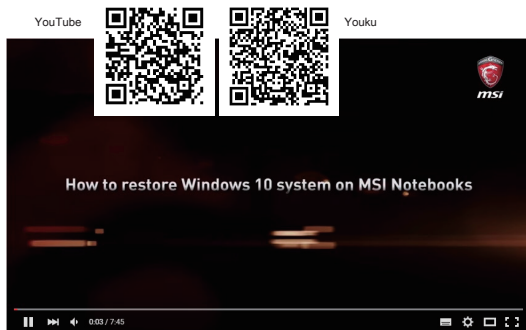 YouTube
Youku
msi
How to restore Windows 10 system on MSI Notebooks
0:03 / 7:45